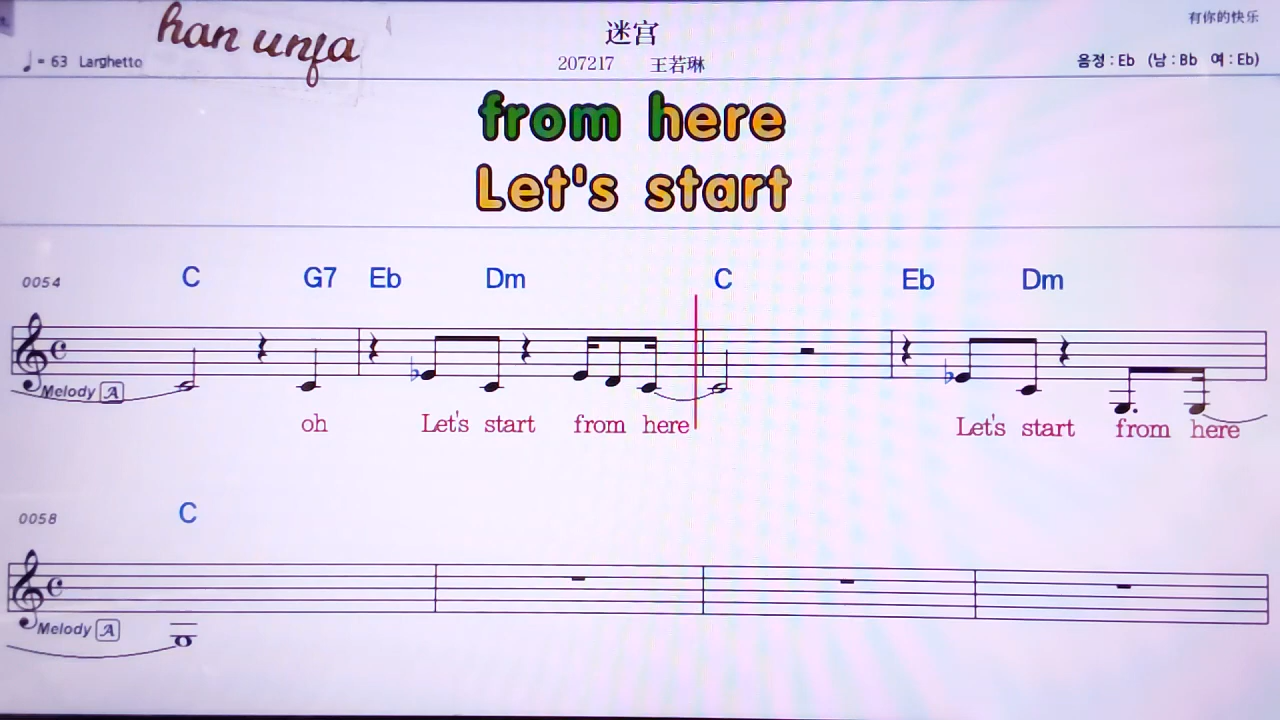 han unfa
迷宫
有你的快乐
♩= 63 Larghetto
207217 王若琳
음정 : Eb (남 : Bb 여 : Eb)
from here
Let's start
0054 C G7 Eb Dm C Eb Dm
Melody A
oh Let's start from here Let's start from here
0058 C
Melody A